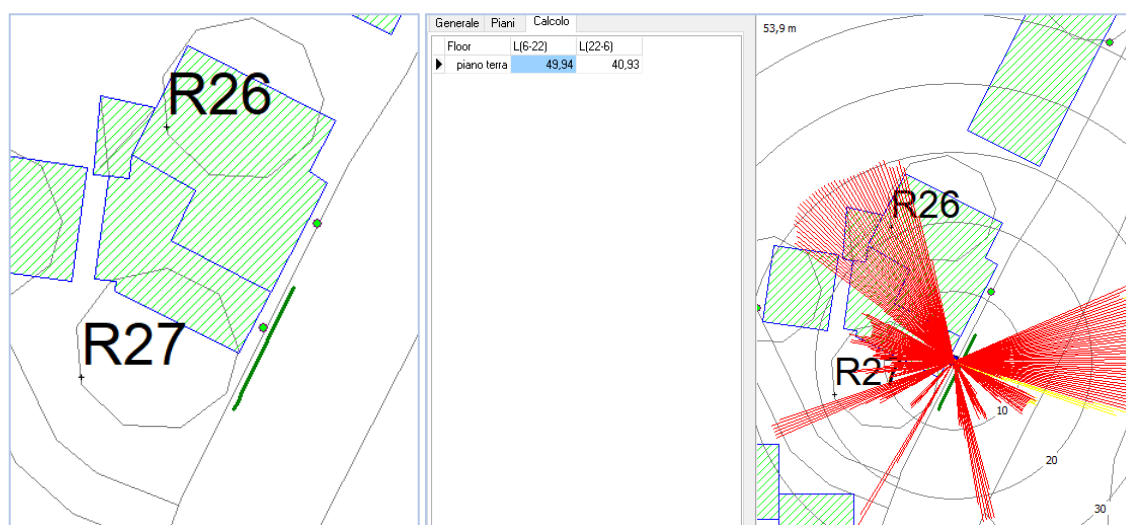 R26
R27
Generale Piani Calcolo
Floor L(6-22) L(22-6)
piano terra 49,94 40,93
53,9 m
R26
R27
10
20
30